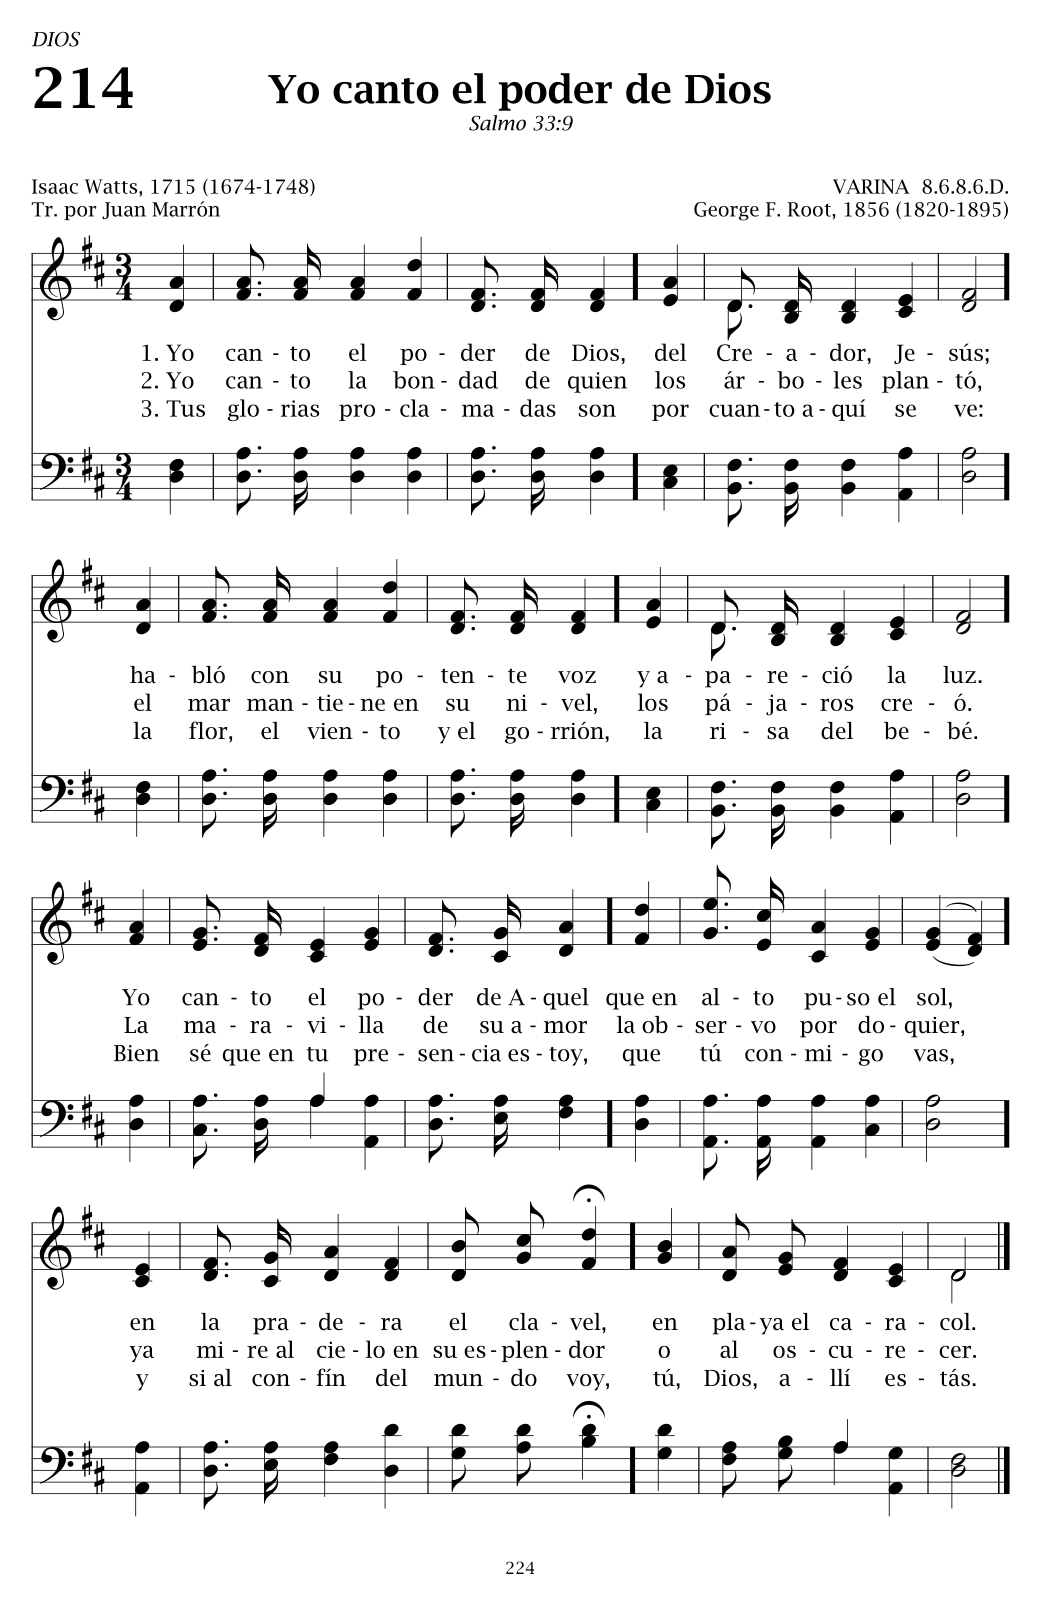 DIOS
214 Yo canto el poder de Dios
Salmo 33:9
Isaac Watts, 1715 (1674-1748) VARINA 8.6.8.6.D.
Tr. por Juan Marrón George F. Root, 1856 (1820-1895)
3 4
1. Yo can - to el po - der de Dios, del Cre - a - dor, Je - sús;
2. Yo can - to la bon - dad de quien los ár - bo - les plan - tó,
3. Tus glo - rias pro - cla - ma - das son por cuan - to a - quí se ve:
3 4
ha - bló con su po - ten - te voz y a - pa - re - ció la luz.
el mar man - tie - ne en su ni - vel, los pá - ja - ros cre - ó.
la flor, el vien - to y el go - rrión, la ri - sa del be - bé.
Yo can - to el po - der de A - quel que en al - to pu - so el sol,
La ma - ra - vi - lla de su a - mor la ob - ser - vo por do - quier,
Bien sé que en tu pre - sen - cia es - toy, que tú con - mi - go vas,
en la pra - de - ra el cla - vel, en pla - ya el ca - ra - col.
ya mi - re al cie - lo en su es - plen - dor o al os - cu - re - cer.
y si al con - fín del mun - do voy, tú, Dios, a - llí es - tás.
224